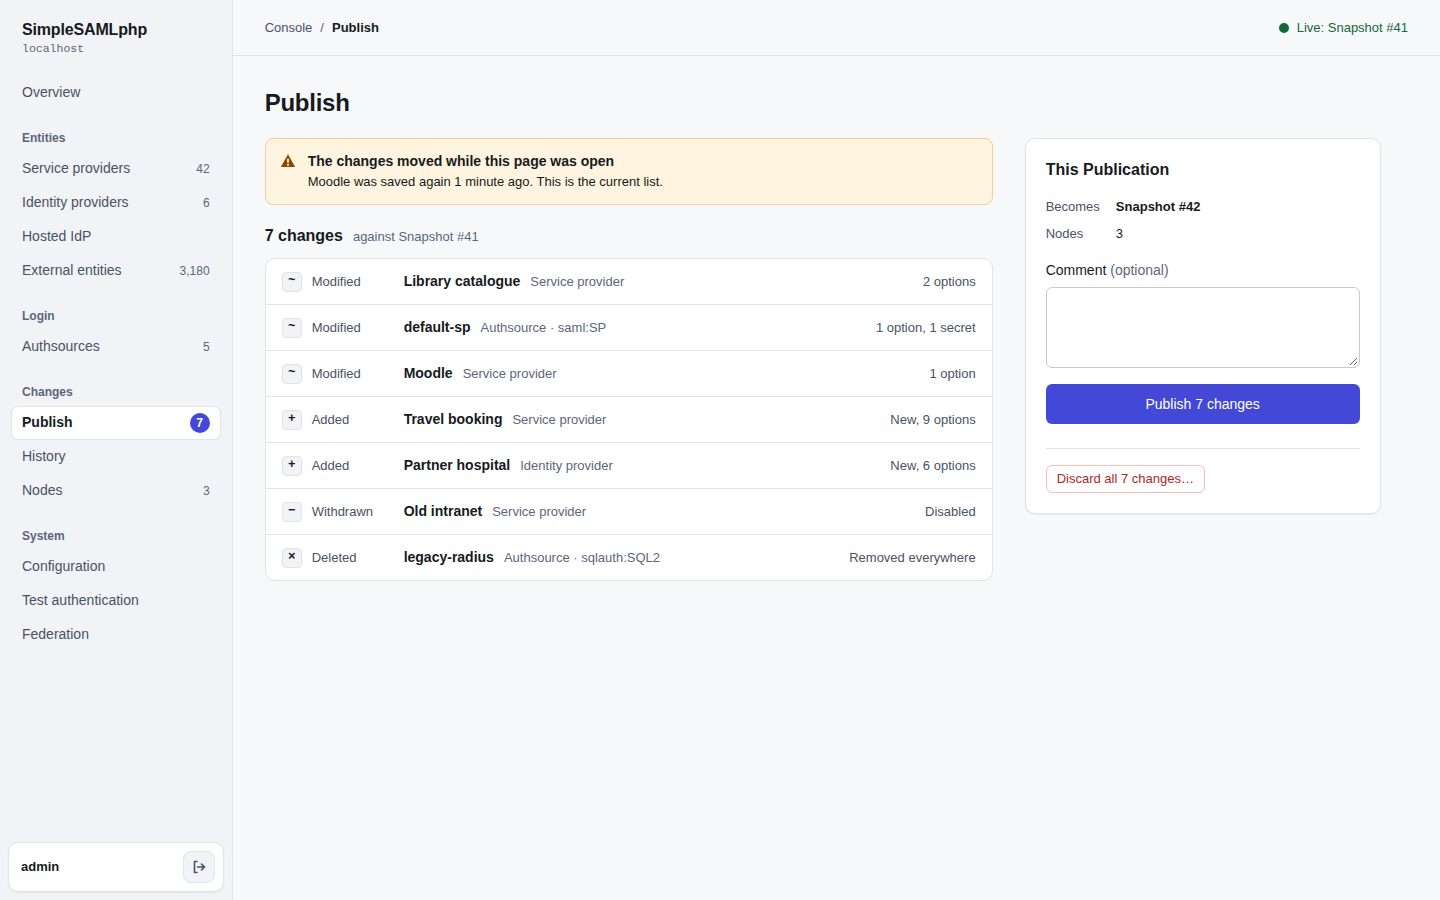 SimpleSAMLphp
localhost
Overview
Entities
Service providers 42
Identity providers 6
Hosted IdP
External entities 3,180
Login
Authsources 5
Changes
Publish 7
History
Nodes 3
System
Configuration
Test authentication
Federation
admin
Console / Publish
Live: Snapshot #41
Publish
The changes moved while this page was open
Moodle was saved again 1 minute ago. This is the current list.
7 changes against Snapshot #41
~ Modified Library catalogue Service provider 2 options
~ Modified default-sp Authsource · saml:SP 1 option, 1 secret
~ Modified Moodle Service provider 1 option
+ Added Travel booking Service provider New, 9 options
+ Added Partner hospital Identity provider New, 6 options
− Withdrawn Old intranet Service provider Disabled
× Deleted legacy-radius Authsource · sqlauth:SQL2 Removed everywhere
This Publication
Becomes Snapshot #42
Nodes 3
Comment (optional)
Publish 7 changes
Discard all 7 changes…